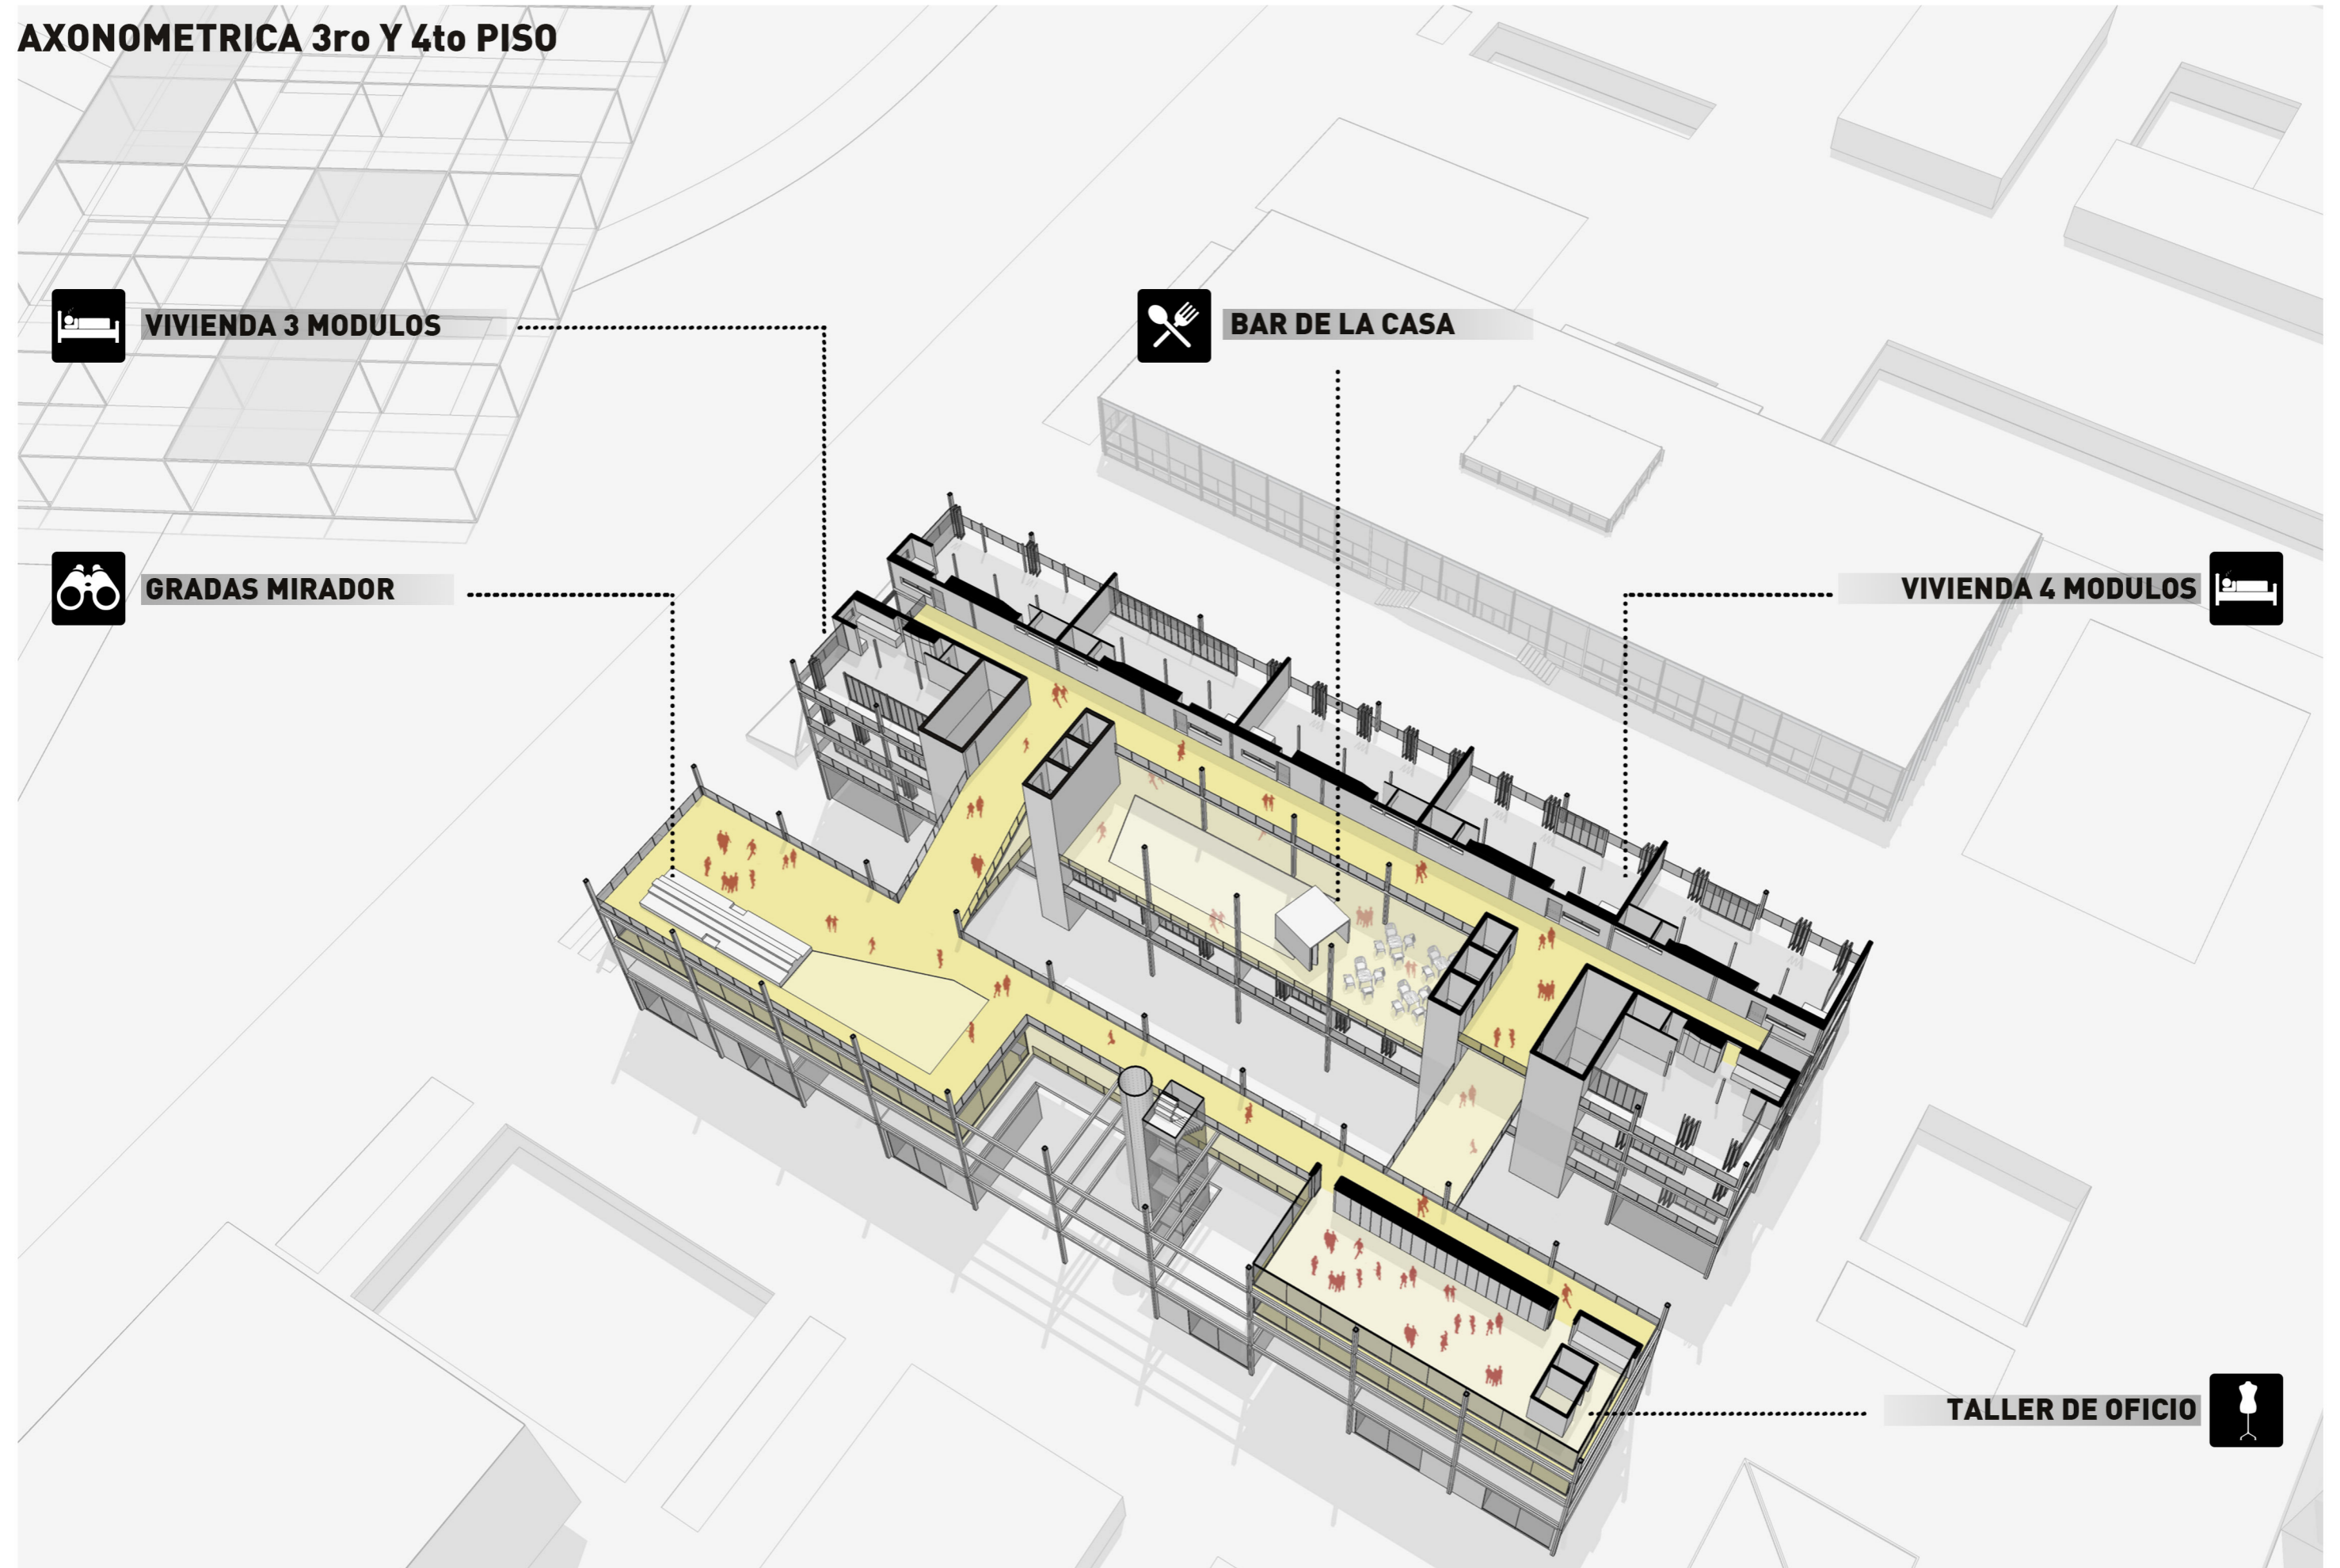 AXONOMETRICA 3ro Y 4to PISO
VIVIENDA 3 MODULOS
BAR DE LA CASA
GRADAS MIRADOR
VIVIENDA 4 MODULOS
TALLER DE OFICIO